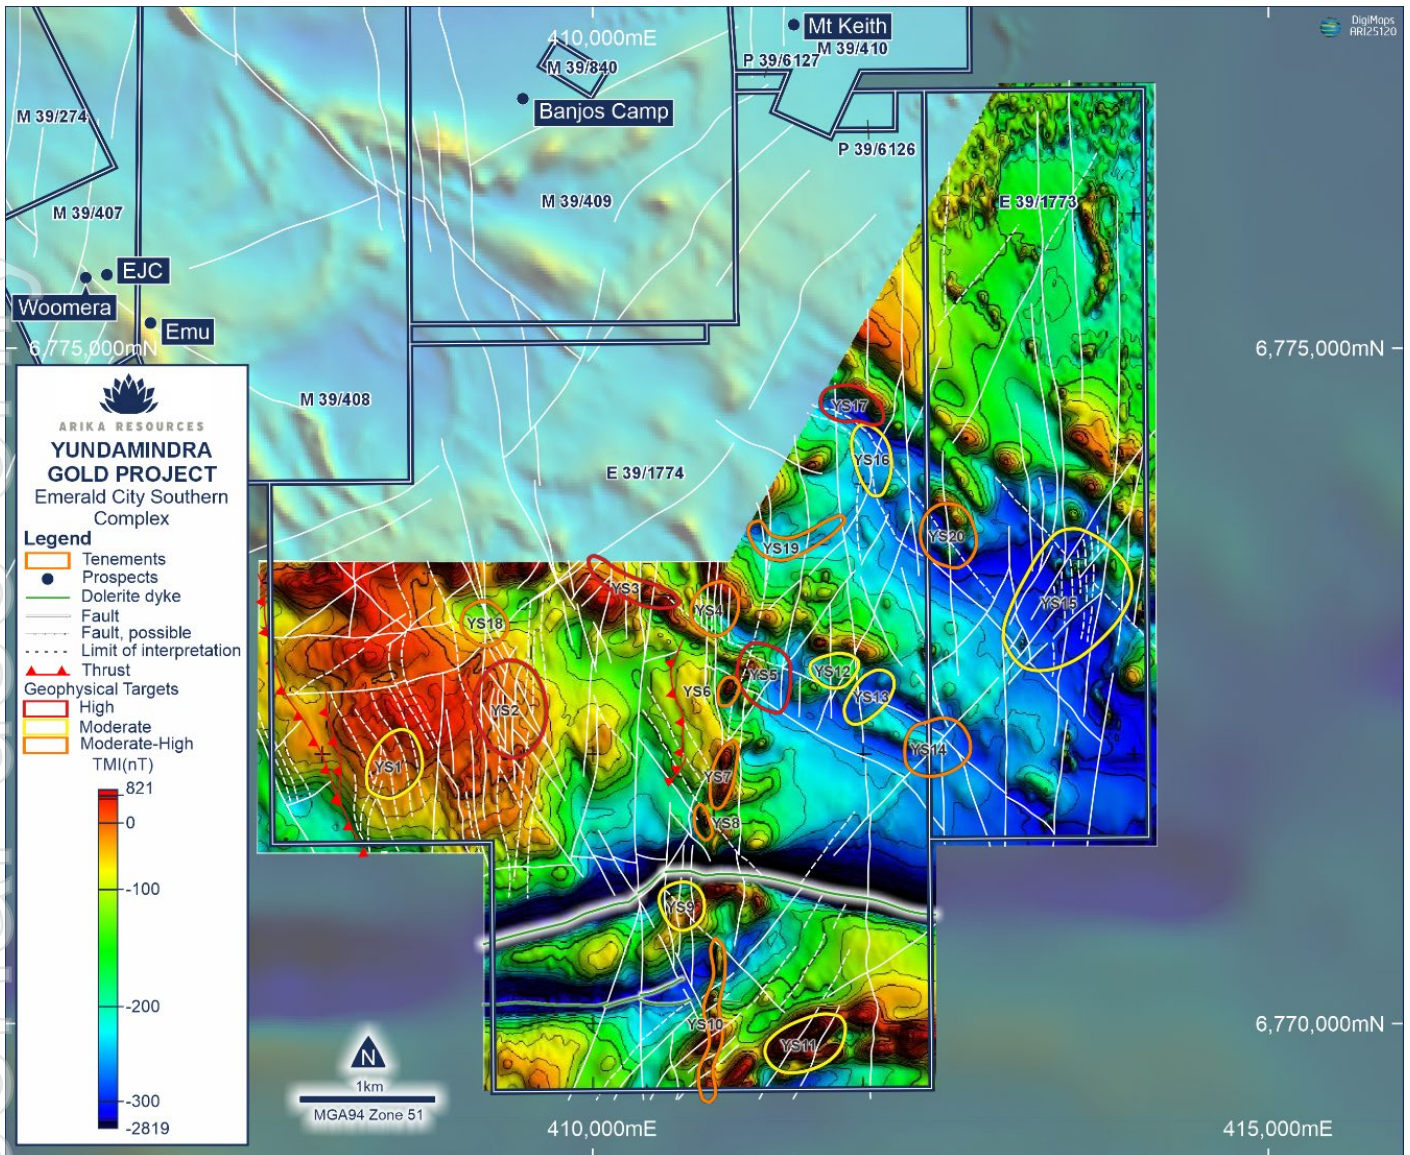 DigiMaps
ARI25120
Mt Keith
410,000mE
M 39/410
P 39/6127
M 39/840
Banjos Camp
M 39/274
P 39/6126
M 39/407
M 39/409
E 39/1773
EJC
Woomera
Emu
6,775,000mN
6,775,000mN
M 39/408
E 39/1774
ARIKA RESOURCES
YUNDAMINDRA
GOLD PROJECT
Emerald City Southern
Complex
Legend
Tenements
Prospects
Dolerite dyke
Fault
Fault, possible
Limit of interpretation
Thrust
Geophysical Targets
High
Moderate
Moderate-High
TMI(nT)
821
0
-100
-200
-300
-2819
YS17
YS16
YS20
YS19
YS15
YS3
YS4
YS18
YS5
YS12
YS6
YS13
YS2
YS14
YS1
YS7
YS8
YS9
YS10
YS11
N
1km
MGA94 Zone 51
6,770,000mN
410,000mE
415,000mE